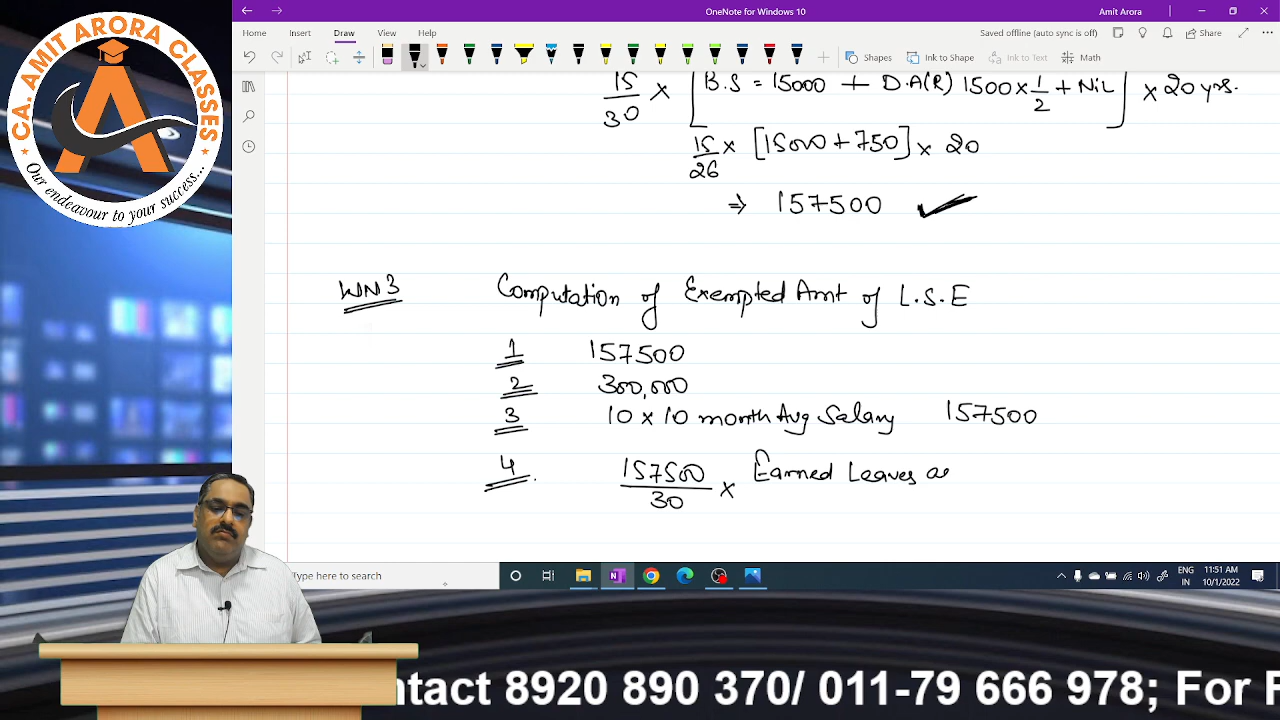 CA. AMIT ARORA CLASSES
Our endeavour to your success...
OneNote for Windows 10
Amit Arora
Home Insert Draw View Help
Saved offline (auto sync is off)
Share
Shapes
Ink to Shape
Ink to Text
Math
15/30 × [B.S = 15000 + D.A(R) 1500×1/2 + NiL] × 20 yrs.
15/26 × [15000 + 750] × 20
⇒ 157500 ✓
WN3 Computation of Exempted Amt of L.S.E
1 157500
2 300,000
3 10 × 10 month Avg Salary 157500
4. 157500/30 × Earned Leaves as
Type here to search
ENG
IN
11:51 AM
10/1/2022
ntact 8920 890 370/ 011-79 666 978; For F